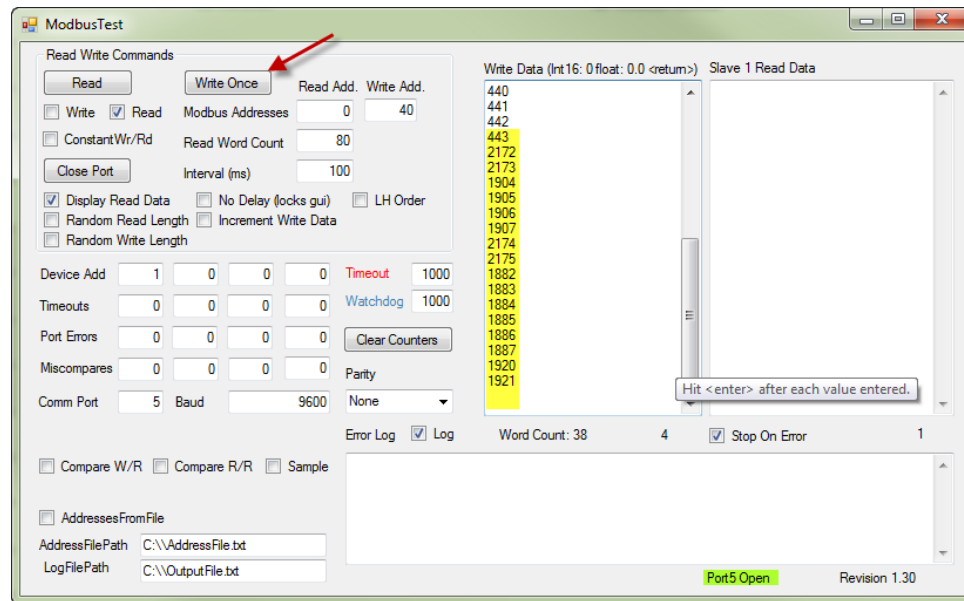 ModbusTest
Read Write Commands
Read
Write Once
Read Add. Write Add.
Write Read Modbus Addresses 0 40
ConstantWr/Rd Read Word Count 80
Close Port Interval (ms) 100
Display Read Data No Delay (locks gui) LH Order
Random Read Length Increment Write Data
Random Write Length
Device Add 1 0 0 0 Timeout 1000
Timeouts 0 0 0 0 Watchdog 1000
Port Errors 0 0 0 0 Clear Counters
Miscompares 0 0 0 0 Parity
Comm Port 5 Baud 9600 None
Error Log Log
Write Data (Int16: 0 float: 0.0 <return>) Slave 1 Read Data
440
441
442
443
2172
2173
1904
1905
1906
1907
2174
2175
1882
1883
1884
1885
1886
1887
1920
1921
Hit <enter> after each value entered.
Word Count: 38 4 Stop On Error 1
Compare W/R Compare R/R Sample
AddressesFromFile
AddressFilePath C:\\AddressFile.txt
LogFilePath C:\\OutputFile.txt
Port5 Open Revision 1.30